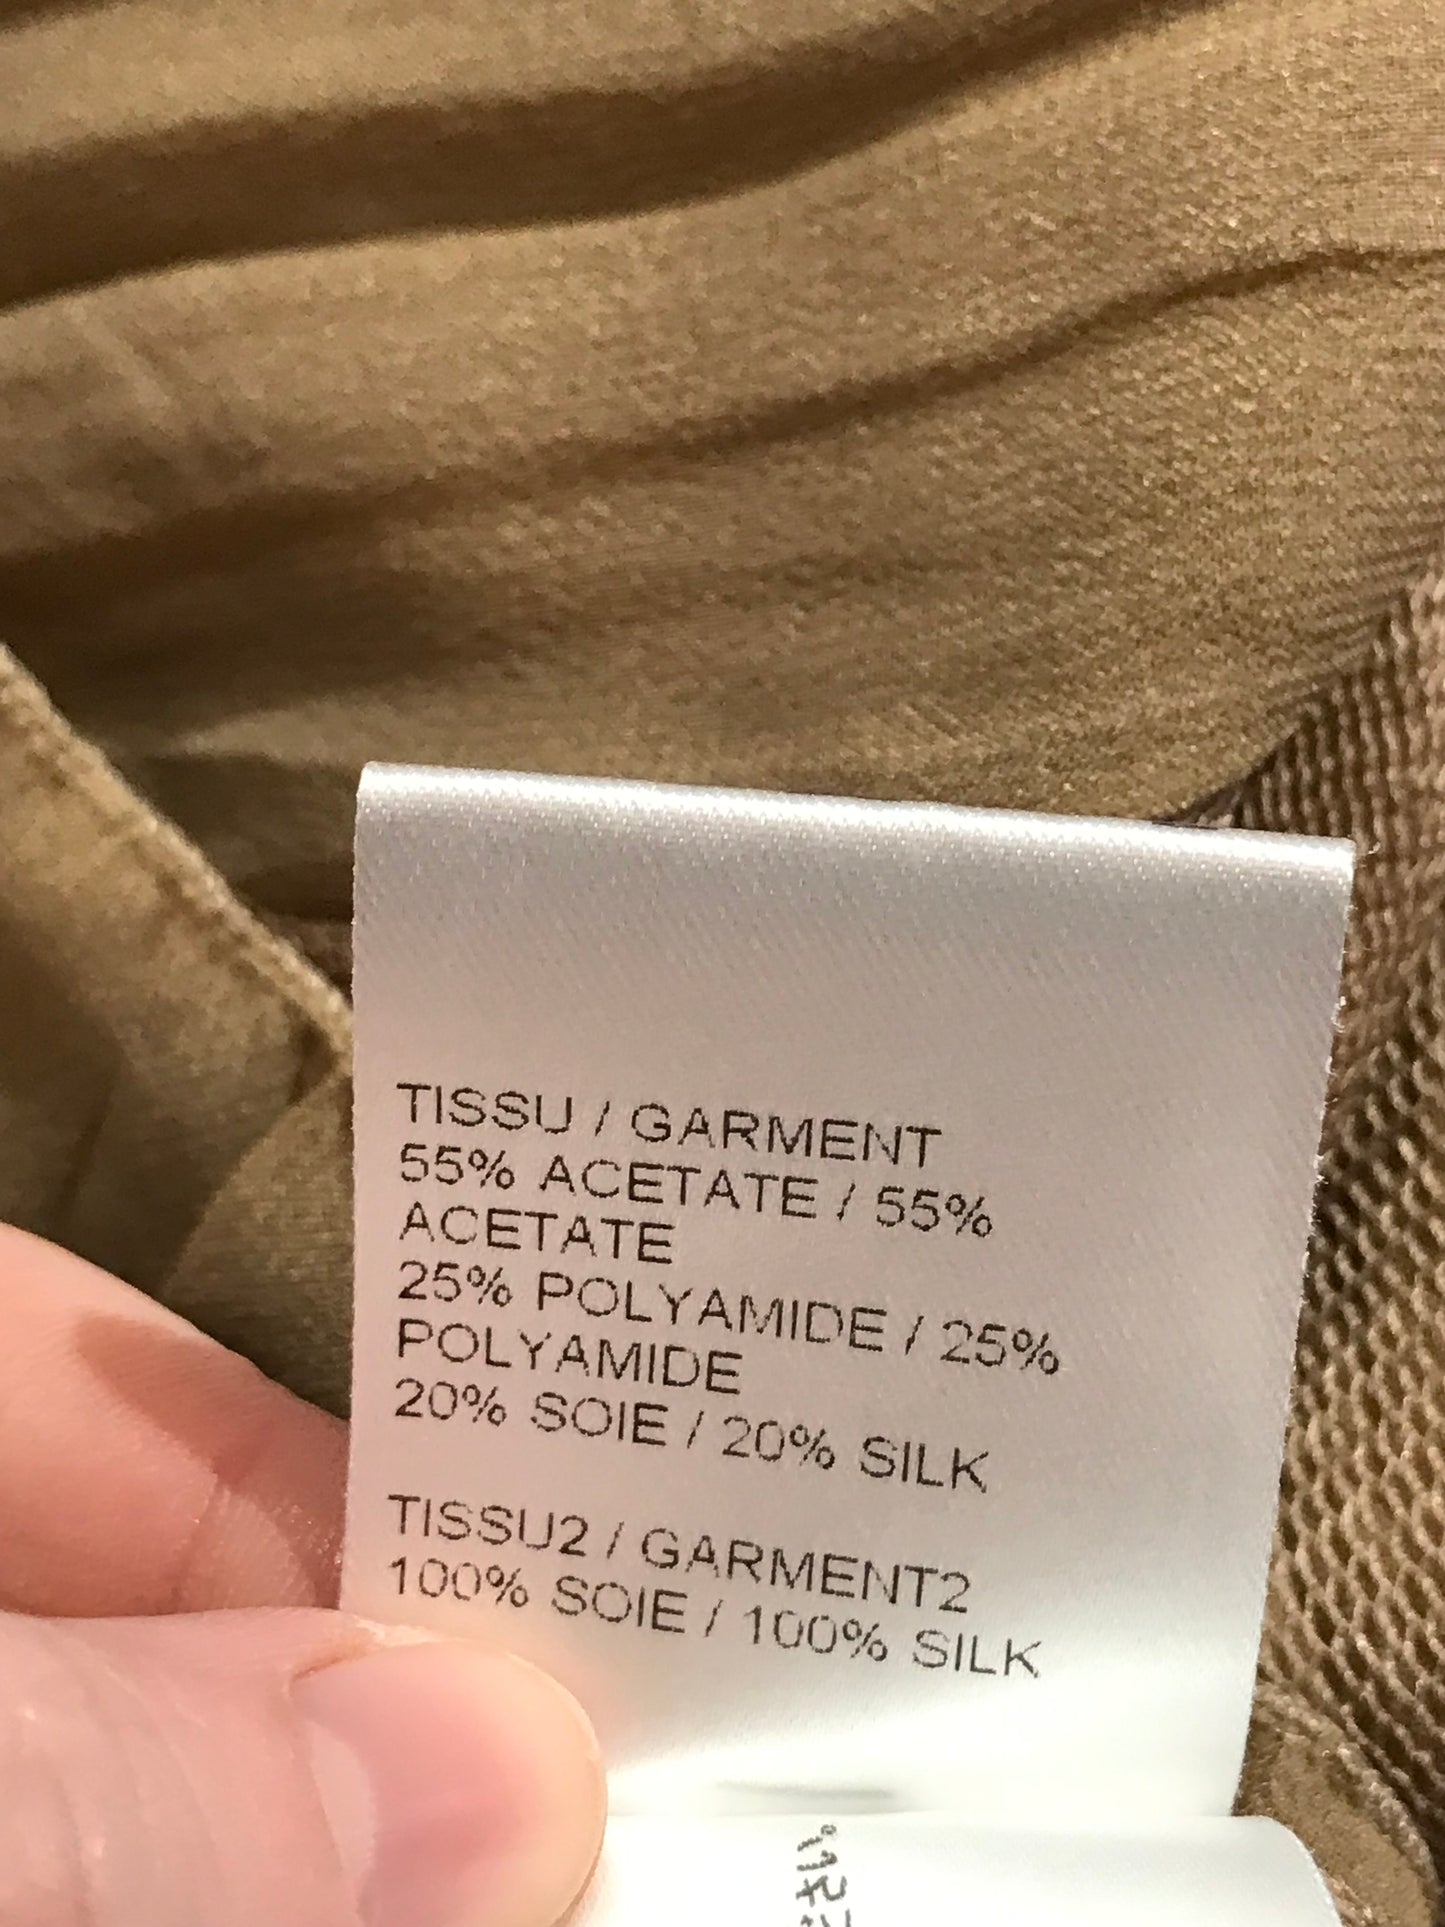 TISSU / GARMENT
55% ACETATE / 55%
ACETATE
25% POLYAMIDE / 25%
POLYAMIDE
20% SOIE / 20% SILK
TISSU2 / GARMENT2
100% SOIE / 100% SILK